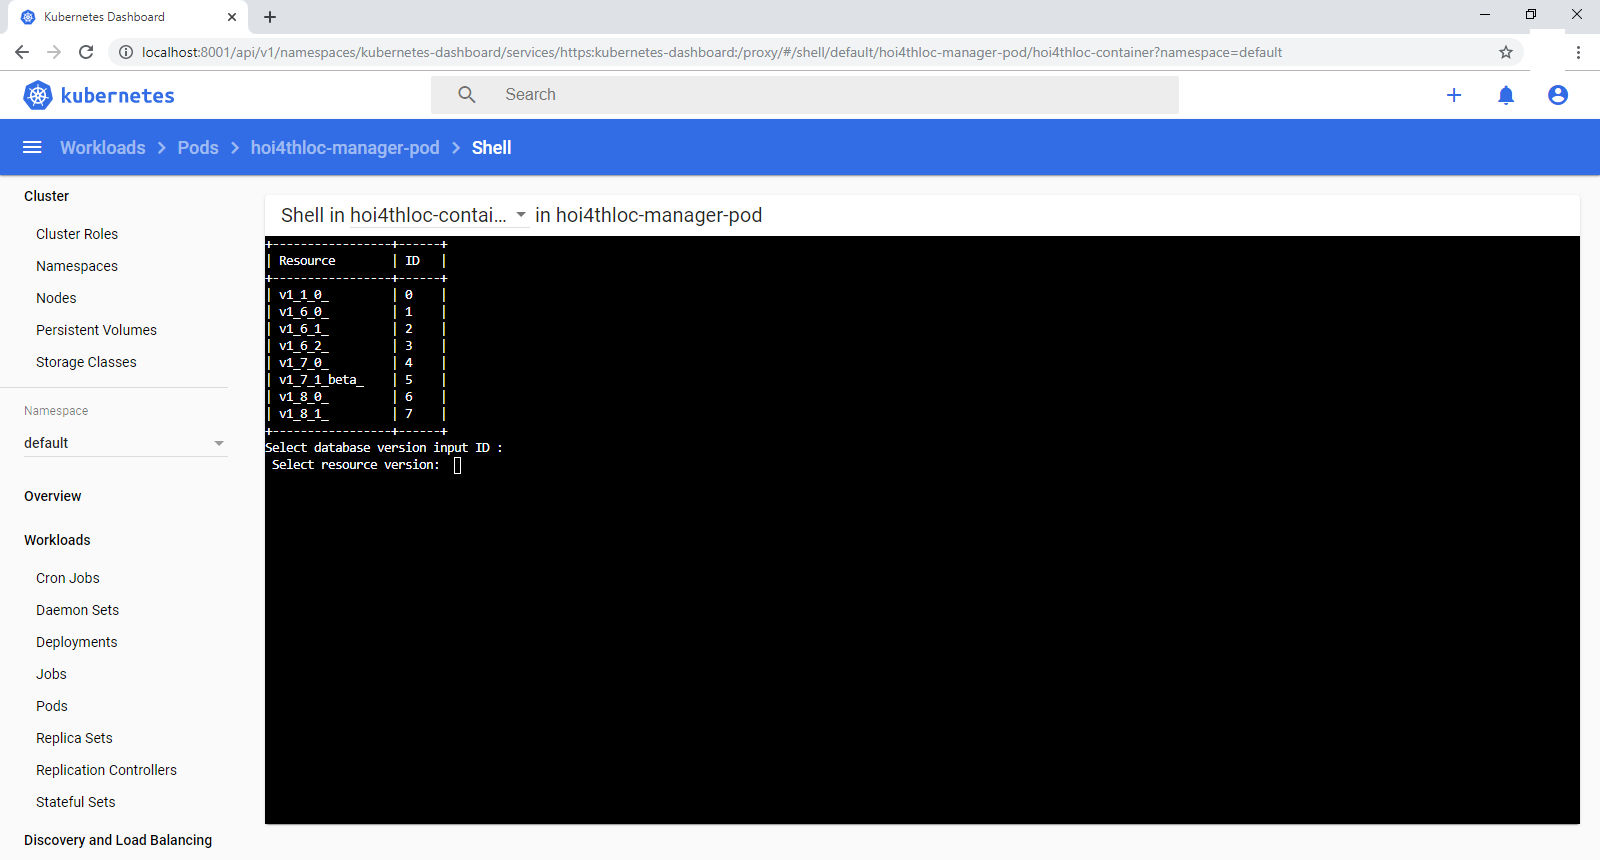 Kubernetes Dashboard
localhost:8001/api/v1/namespaces/kubernetes-dashboard/services/https:kubernetes-dashboard:/proxy/#/shell/default/hoi4thloc-manager-pod/hoi4thloc-container?namespace=default
kubernetes
Search
Workloads > Pods > hoi4thloc-manager-pod > Shell
Cluster
Cluster Roles
Namespaces
Nodes
Persistent Volumes
Storage Classes
Namespace
default
Overview
Workloads
Cron Jobs
Daemon Sets
Deployments
Jobs
Pods
Replica Sets
Replication Controllers
Stateful Sets
Discovery and Load Balancing
Shell in hoi4thloc-contai... in hoi4thloc-manager-pod
+-----------------+------+
| Resource        | ID   |
+-----------------+------+
| v1_1_0_         | 0    |
| v1_6_0_         | 1    |
| v1_6_1_         | 2    |
| v1_6_2_         | 3    |
| v1_7_0_         | 4    |
| v1_7_1_beta_    | 5    |
| v1_8_0_         | 6    |
| v1_8_1_         | 7    |
+-----------------+------+
Select database version input ID :
Select resource version: